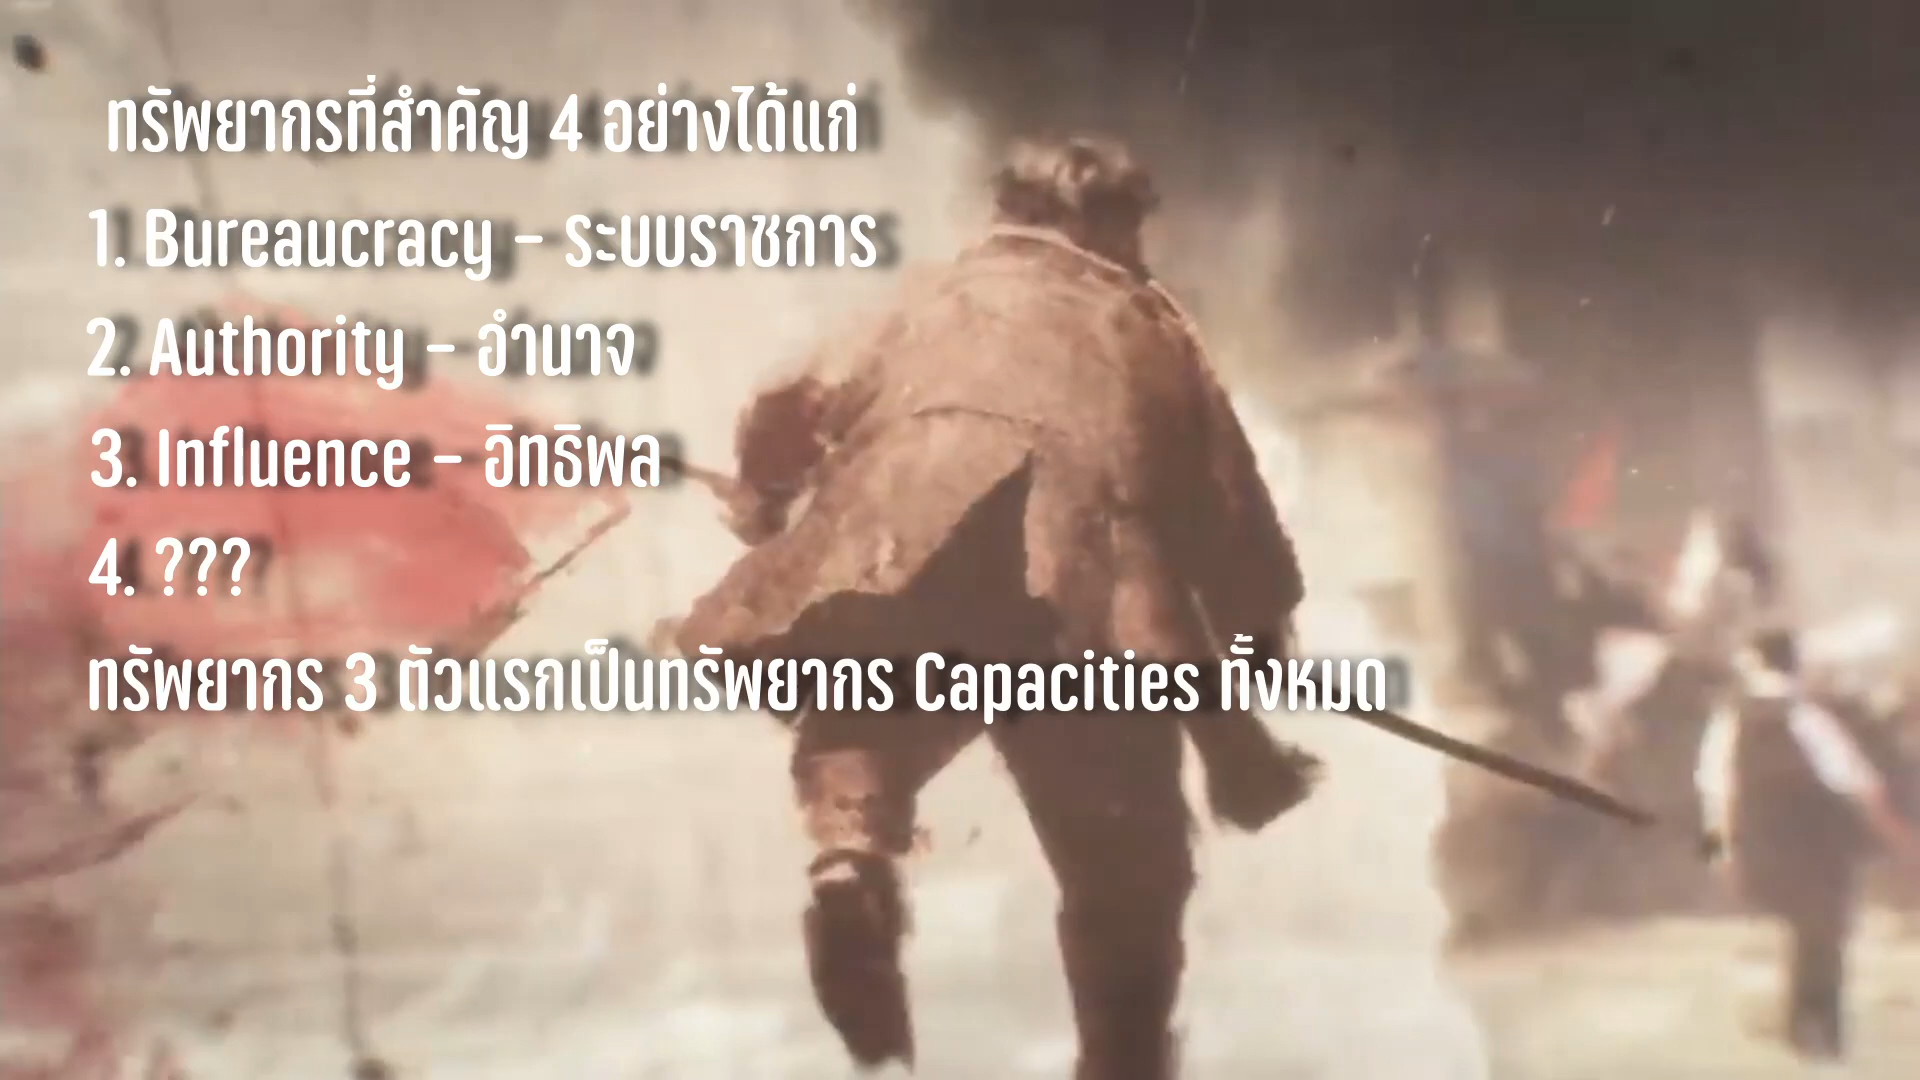 ทรัพยากรที่สำคัญ 4 อย่างได้แก่
1. Bureaucracy - ระบบราชการ
2. Authority - อำนาจ
3. Influence - อิทธิพล
4. ???
ทรัพยากร 3 ตัวแรกเป็นทรัพยากร Capacities ทั้งหมด